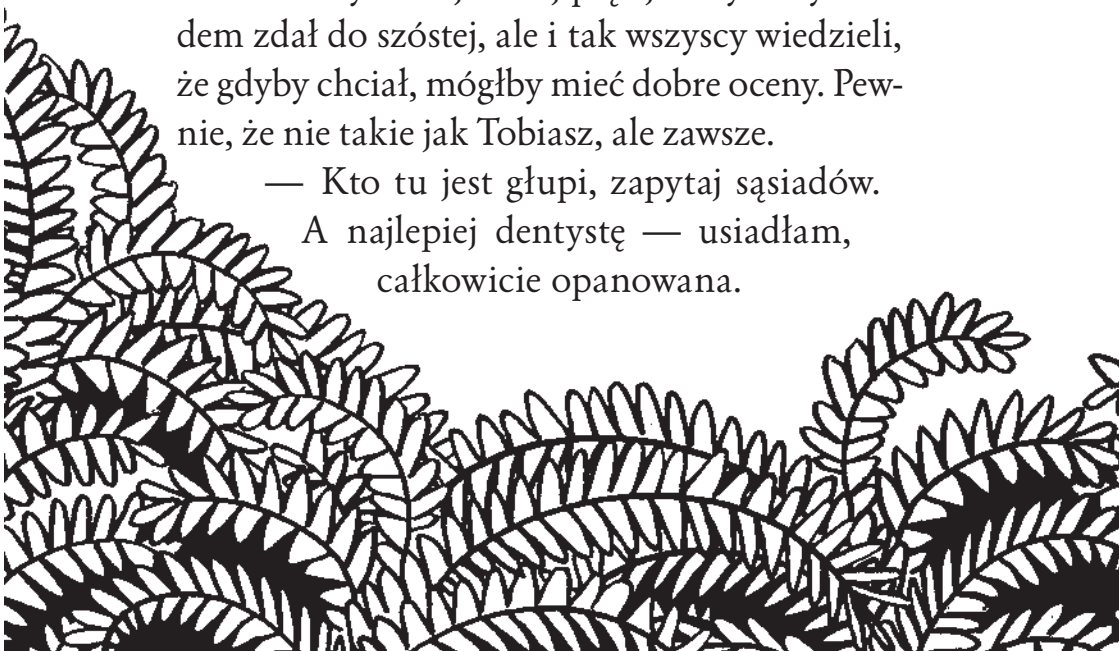 dem zdał do szóstej, ale i tak wszyscy wiedzieli,
że gdyby chciał, mógłby mieć dobre oceny. Pew-
nie, że nie takie jak Tobiasz, ale zawsze.
— Kto tu jest głupi, zapytaj sąsiadów.
A najlepiej dentystę — usiadłam,
całkowicie opanowana.